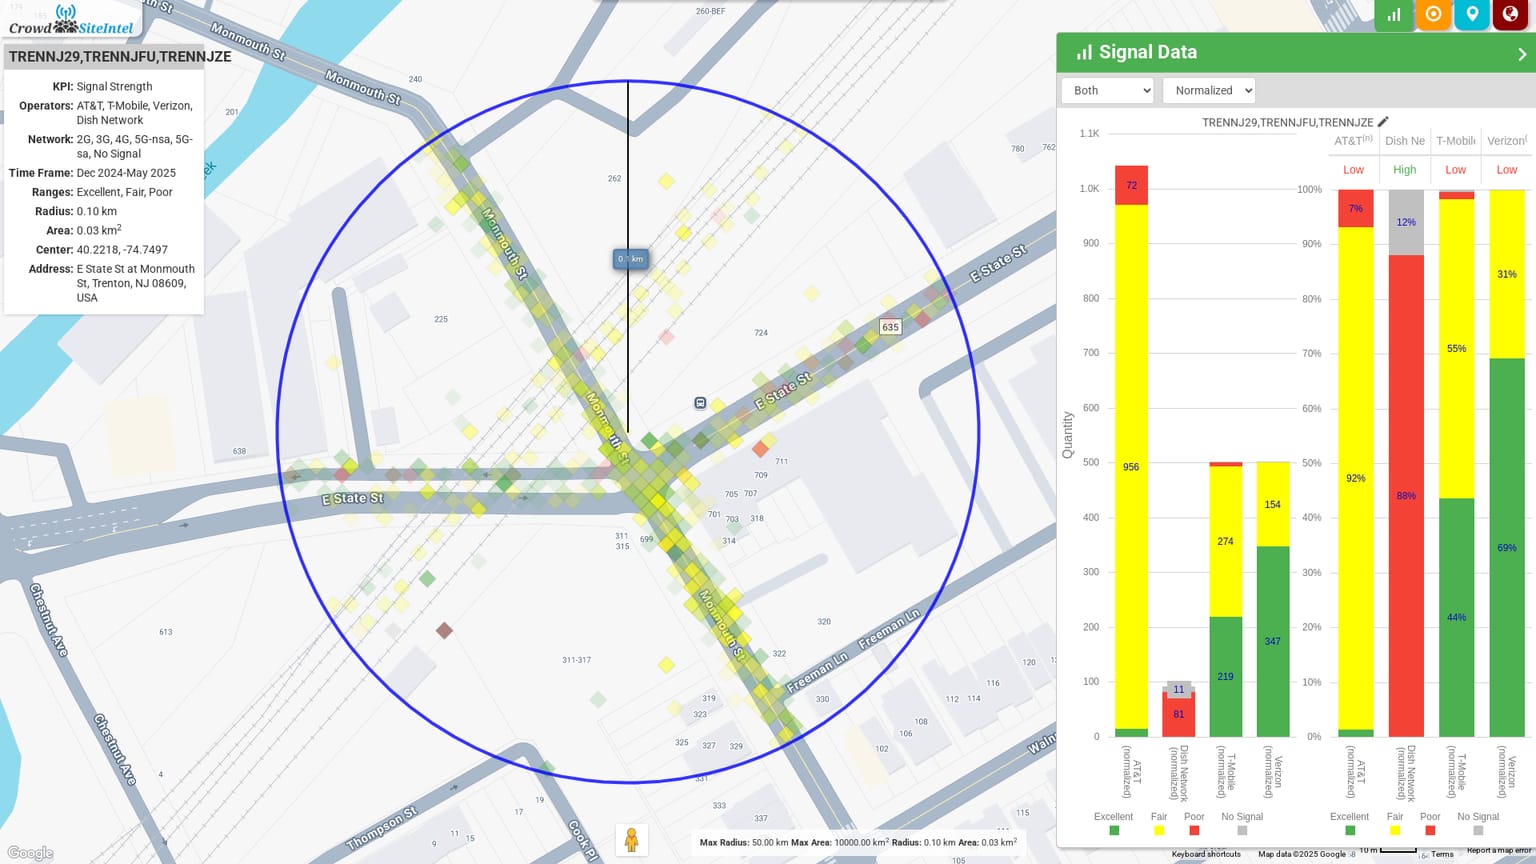 Crowd SiteIntel
TRENNJ29,TRENNJFU,TRENNJZE
KPI: Signal Strength
Operators: AT&T, T-Mobile, Verizon,
Dish Network
Network: 2G, 3G, 4G, 5G-nsa, 5G-
sa, No Signal
Time Frame: Dec 2024-May 2025
Ranges: Excellent, Fair, Poor
Radius: 0.10 km
Area: 0.03 km2
Center: 40.2218, -74.7497
Address: E State St at Monmouth
St, Trenton, NJ 08609,
USA
179
th St
Monmouth St
Monmouth St
240
201
eek
260-BEF
262
780
762
Monmouth St
0.1 km
225
724
635
E State St
E State St
Monmouth St
638
E State St
711
709
705
707
701
703
318
314
311
315
699
Monmouth St
320
322
Freeman Ln
Freeman Ln
330
319
323
325
327
329
331
333
337
311-317
613
4
Chestnut Ave
Chestnut Ave
Thompson St
Cook Pl
17
19
9
11
15
120
116
114
112
108
106
102
Waln
Google
Max Radius: 50.00 km Max Area: 10000.00 km2 Radius: 0.10 km Area: 0.03 km2
Signal Data
Both
Normalized
TRENNJ29,TRENNJFU,TRENNJZE
AT&T(n) Dish Ne T-Mobile Verizon(
Low High Low Low
Quantity
1.1K
1.0K
900
800
700
600
500
400
300
200
100
0
72
956
11
81
274
219
154
347
AT&T (normalized)
Dish Network (normalized)
T-Mobile (normalized)
Verizon (normalized)
Excellent Fair Poor No Signal
100%
90%
80%
70%
60%
50%
40%
30%
20%
10%
0
7%
92%
12%
88%
55%
44%
31%
69%
AT&T (normalized)
Dish Network (normalized)
T-Mobile (normalized)
Verizon (normalized)
Excellent Fair Poor No Signal
Keyboard shortcuts Map data ©2025 Google 10 m Terms Report a map error